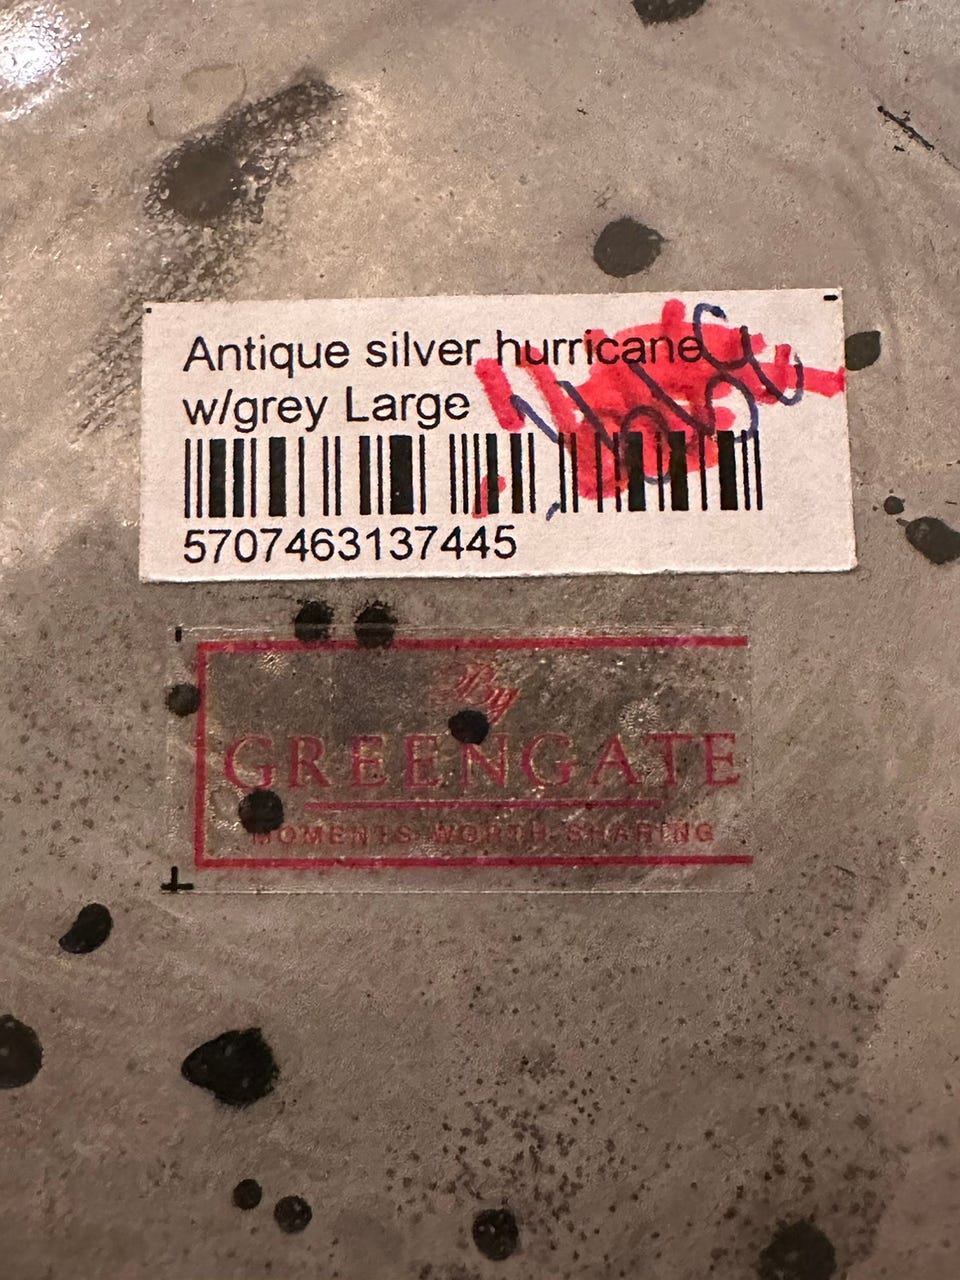 Antique silver hurricane
w/grey Large
5707463137445
By
GREENGATE
MOMENTS WORTH SHARING